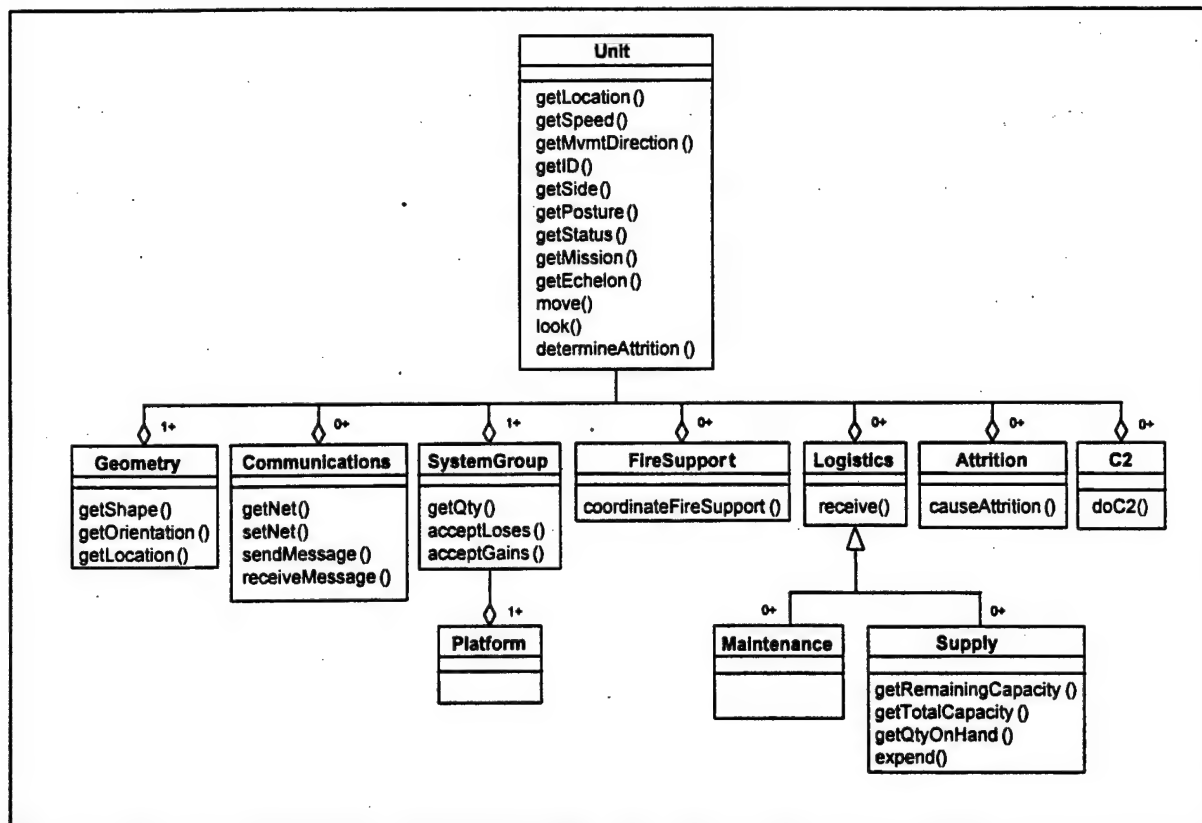 Unit
getLocation()
getSpeed()
getMvmtDirection()
getID()
getSide()
getPosture()
getStatus()
getMission()
getEchelon()
move()
look()
determineAttrition()
1+
0+
1+
0+
0+
0+
0+
Geometry
getShape()
getOrientation()
getLocation()
Communications
getNet()
setNet()
sendMessage()
receiveMessage()
SystemGroup
getQty()
acceptLoses()
acceptGains()
FireSupport
coordinateFireSupport()
Logistics
receive()
Attrition
causeAttrition()
C2
doC2()
1+
Platform
0+
Maintenance
0+
Supply
getRemainingCapacity()
getTotalCapacity()
getQtyOnHand()
expend()